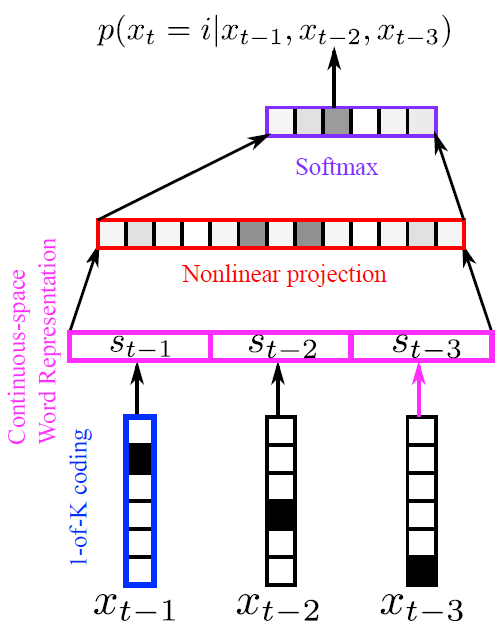 p(x_t = i|x_{t-1}, x_{t-2}, x_{t-3})
Softmax
Nonlinear projection
Continuous-space
Word Representation
s_{t-1} s_{t-2} s_{t-3}
1-of-K coding
x_{t-1} x_{t-2} x_{t-3}